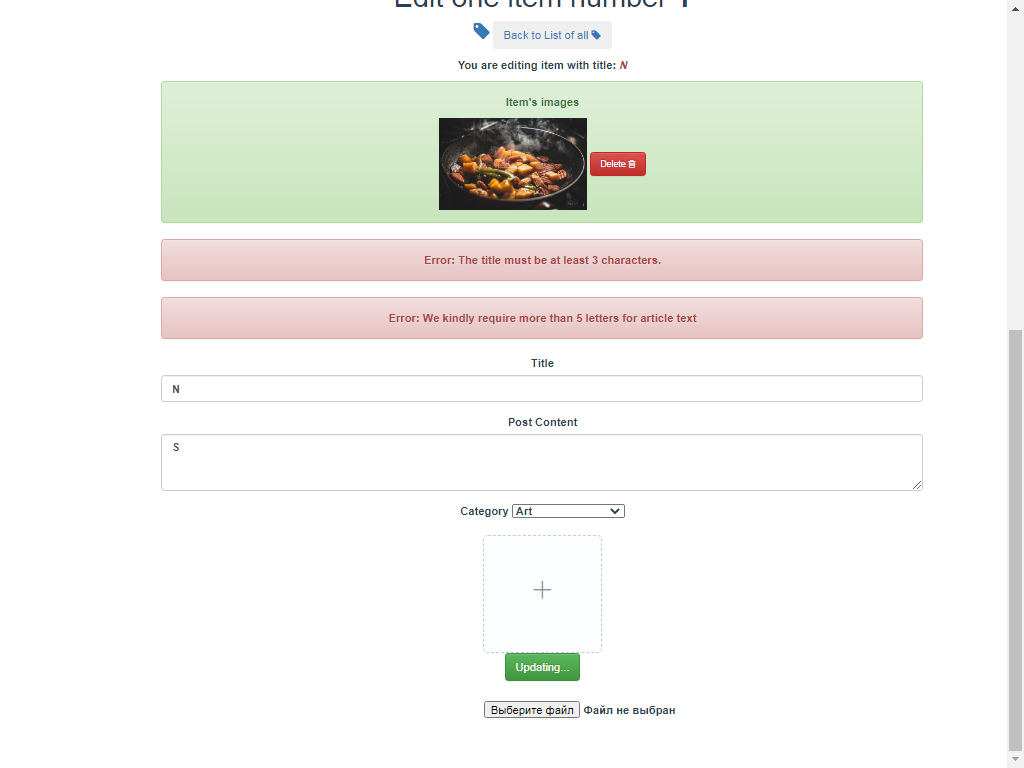 Edit one item number 1
Back to List of all
You are editing item with title: N
Item's images
Delete
Error: The title must be at least 3 characters.
Error: We kindly require more than 5 letters for article text
Title
N
Post Content
S
Category Art
Updating...
Выберите файл Файл не выбран